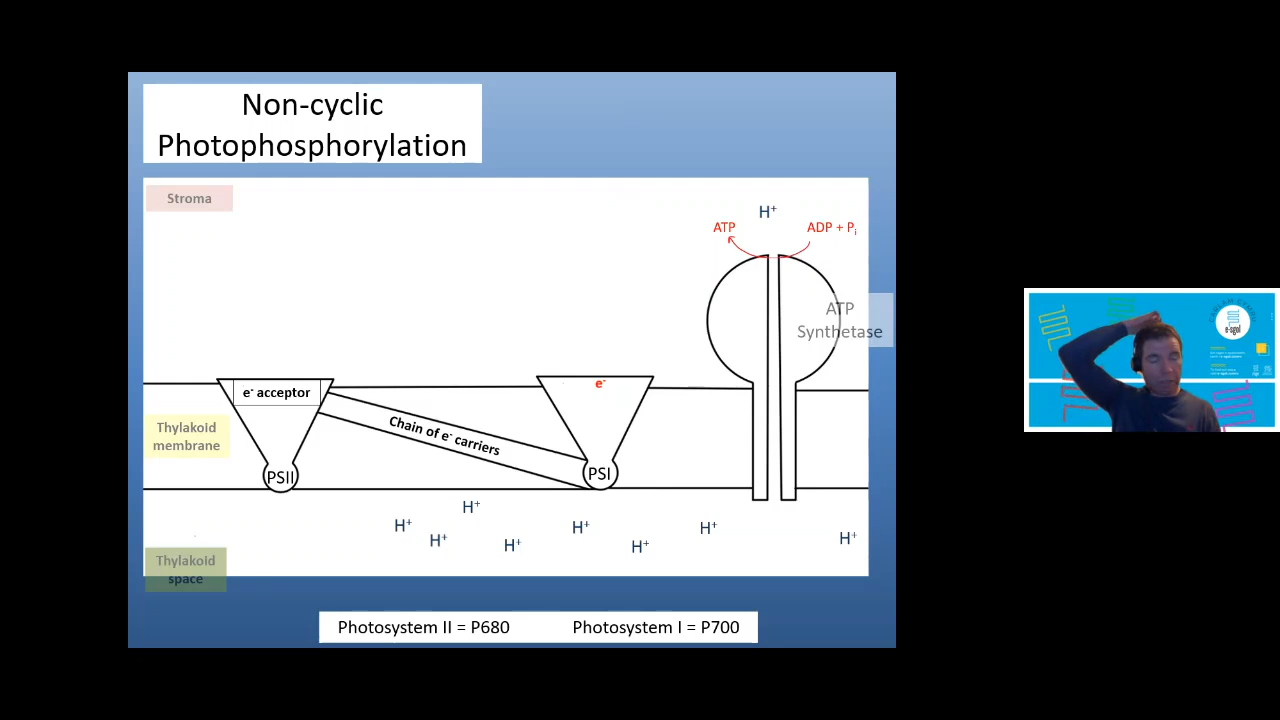 Non-cyclic
Photophosphorylation
Stroma
H⁺
ATP
ADP + Pᵢ
ATP
Synthetase
e⁻ acceptor
e⁻
Thylakoid
membrane
Chain of e⁻ carriers
PSII
PSI
H⁺
H⁺
H⁺
H⁺
H⁺
H⁺
H⁺
H⁺
Thylakoid
space
Photosystem II = P680
Photosystem I = P700
e-sgol